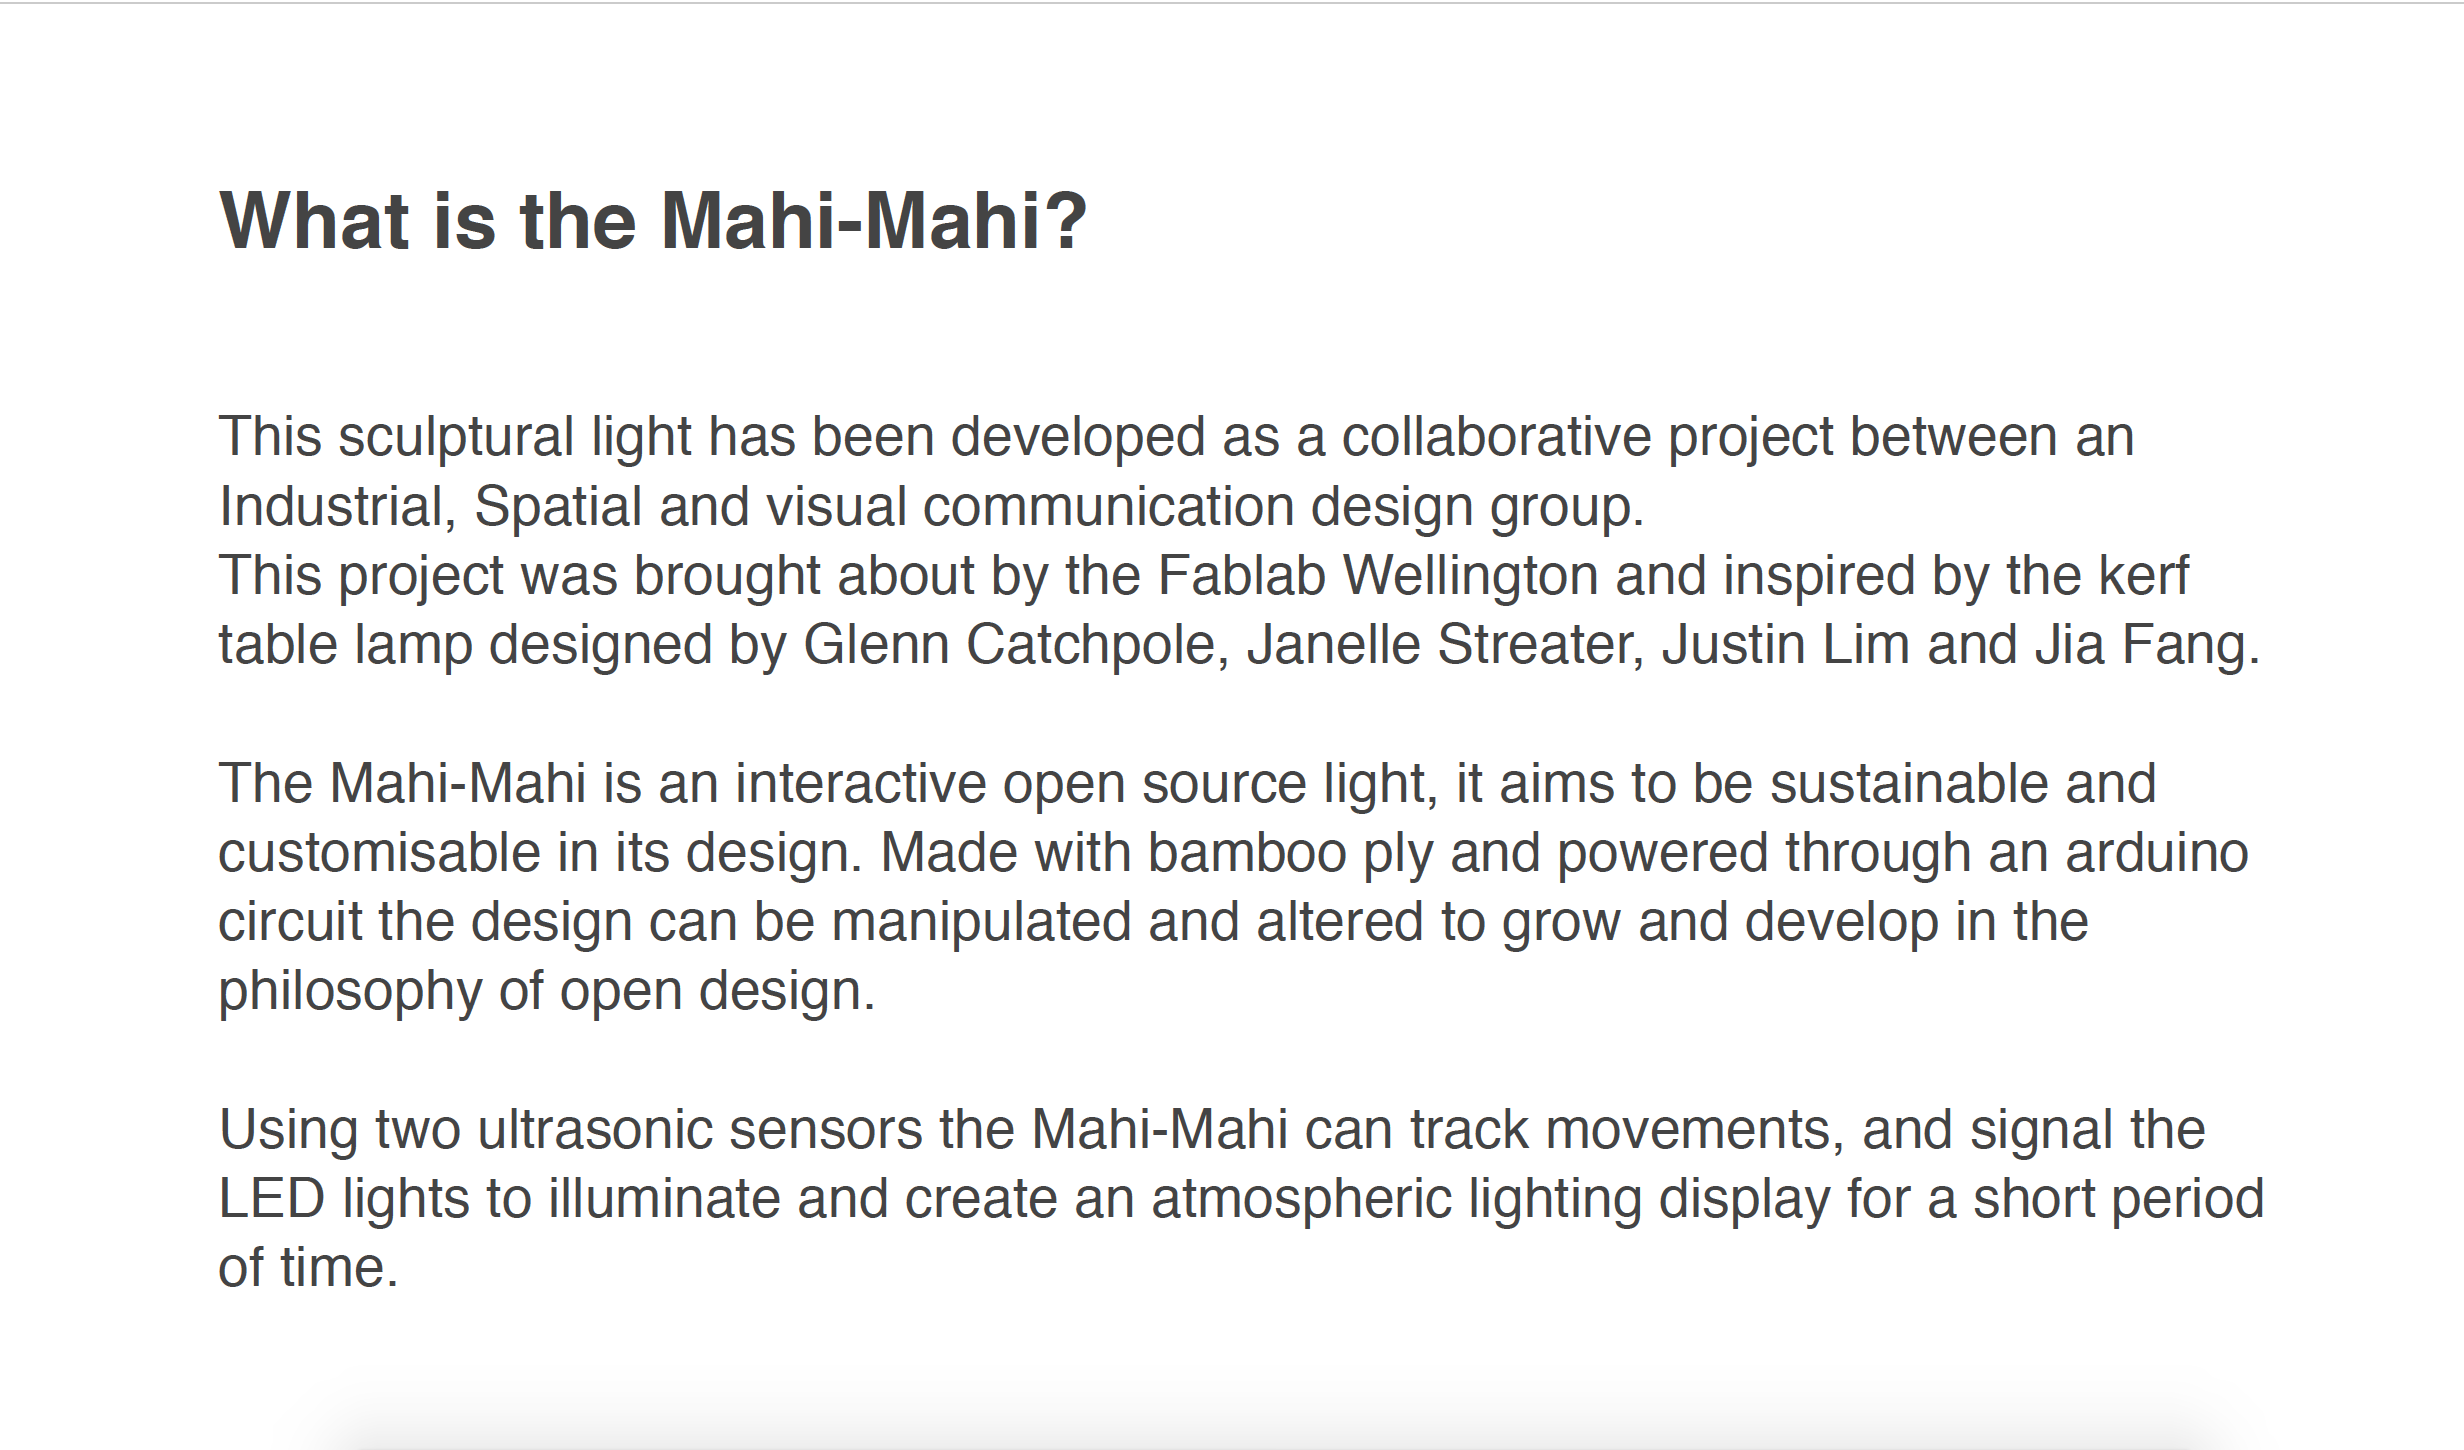 What is the Mahi-Mahi?
This sculptural light has been developed as a collaborative project between an
Industrial, Spatial and visual communication design group.
This project was brought about by the Fablab Wellington and inspired by the kerf
table lamp designed by Glenn Catchpole, Janelle Streater, Justin Lim and Jia Fang.
The Mahi-Mahi is an interactive open source light, it aims to be sustainable and
customisable in its design. Made with bamboo ply and powered through an arduino
circuit the design can be manipulated and altered to grow and develop in the
philosophy of open design.
Using two ultrasonic sensors the Mahi-Mahi can track movements, and signal the
LED lights to illuminate and create an atmospheric lighting display for a short period
of time.